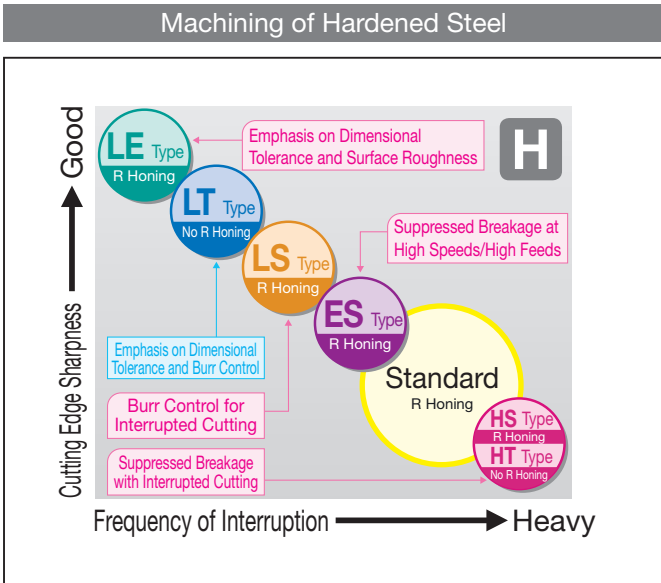 Machining of Hardened Steel
Good
Cutting Edge Sharpness
LE Type
R Honing
Emphasis on Dimensional
Tolerance and Surface Roughness
H
LT Type
No R Honing
LS Type
R Honing
Suppressed Breakage at
High Speeds/High Feeds
ES Type
R Honing
Emphasis on Dimensional
Tolerance and Burr Control
Standard
R Honing
Burr Control for
Interrupted Cutting
HS Type
R Honing
HT Type
No R Honing
Suppressed Breakage
with Interrupted Cutting
Frequency of Interruption
Heavy